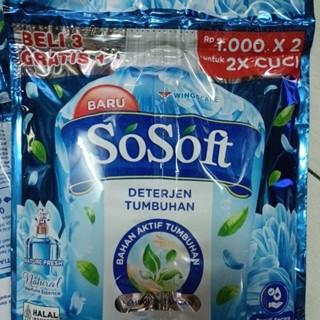 BELI 3
GRATIS 1
Rp 1.000 X 2
untuk 2X CUCI
BARU
WINGSCARE
SoSoft
DETERJEN
TUMBUHAN
BAHAN AKTIF TUMBUHAN
NATURE FRESH
Natural
HALAL